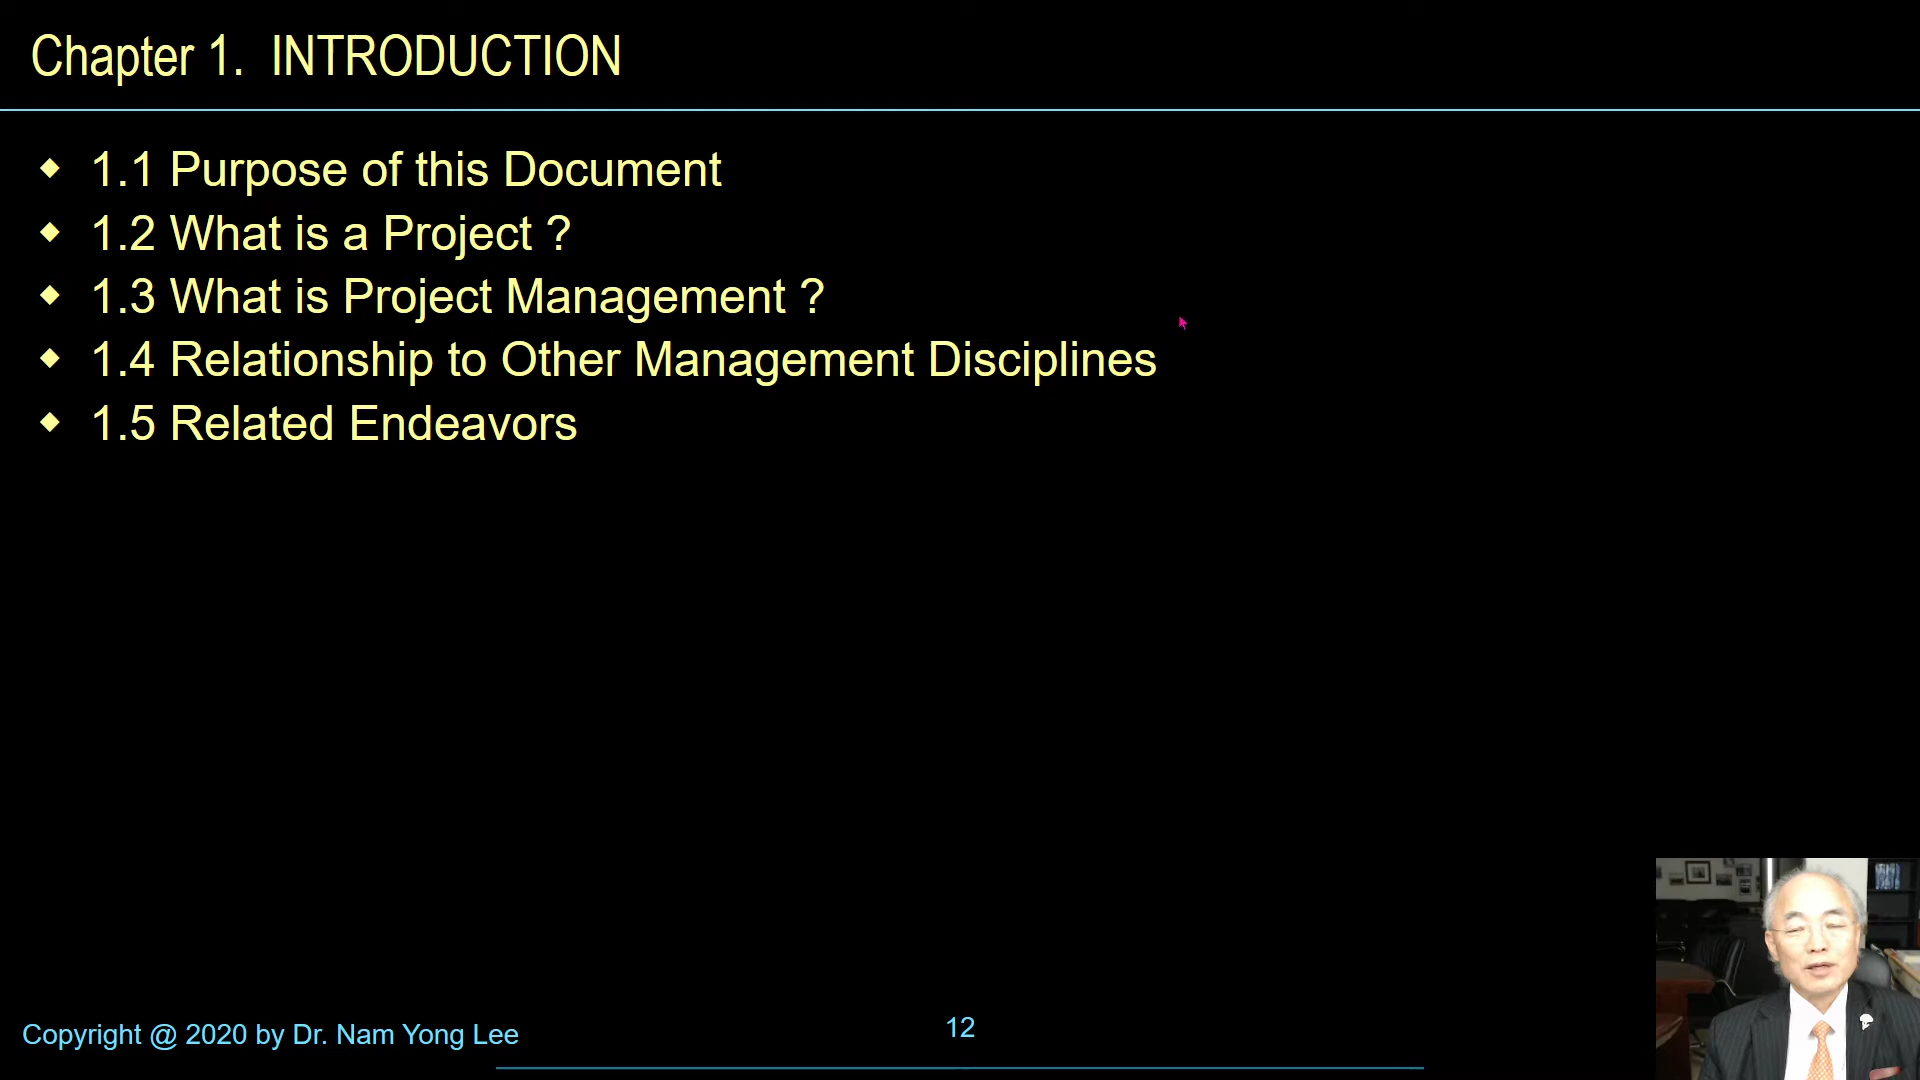 Chapter 1. INTRODUCTION
1.1 Purpose of this Document
1.2 What is a Project ?
1.3 What is Project Management ?
1.4 Relationship to Other Management Disciplines
1.5 Related Endeavors
Copyright @ 2020 by Dr. Nam Yong Lee
12